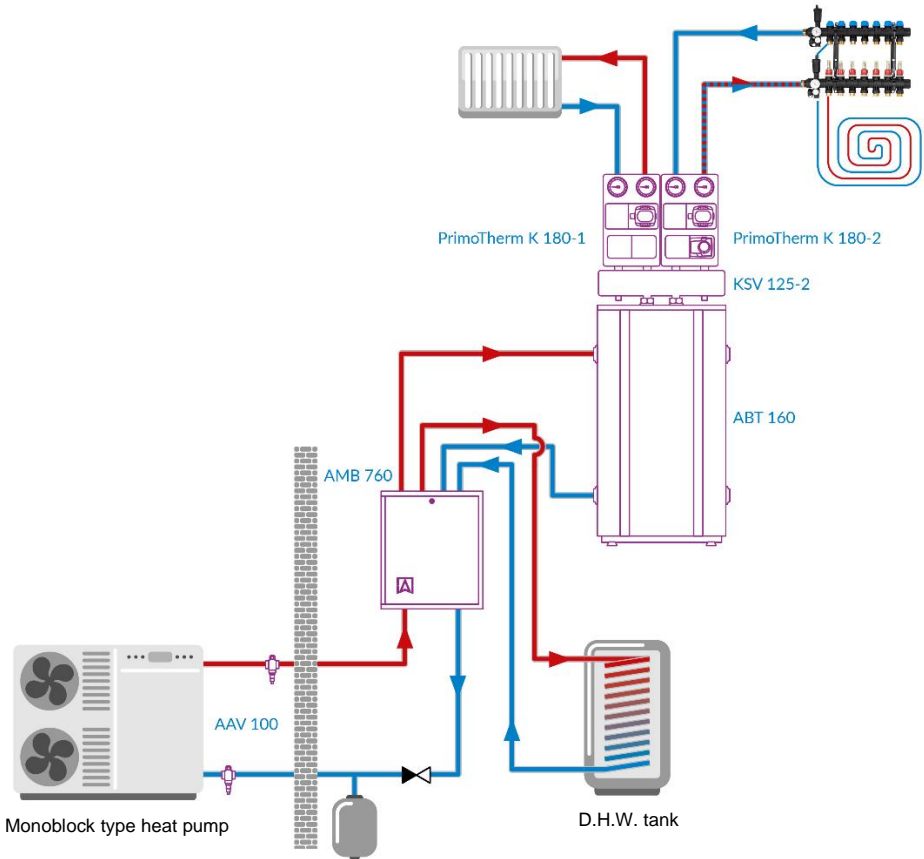 PrimoTherm K 180-1
PrimoTherm K 180-2
KSV 125-2
ABT 160
AMB 760
AAV 100
Monoblock type heat pump
D.H.W. tank